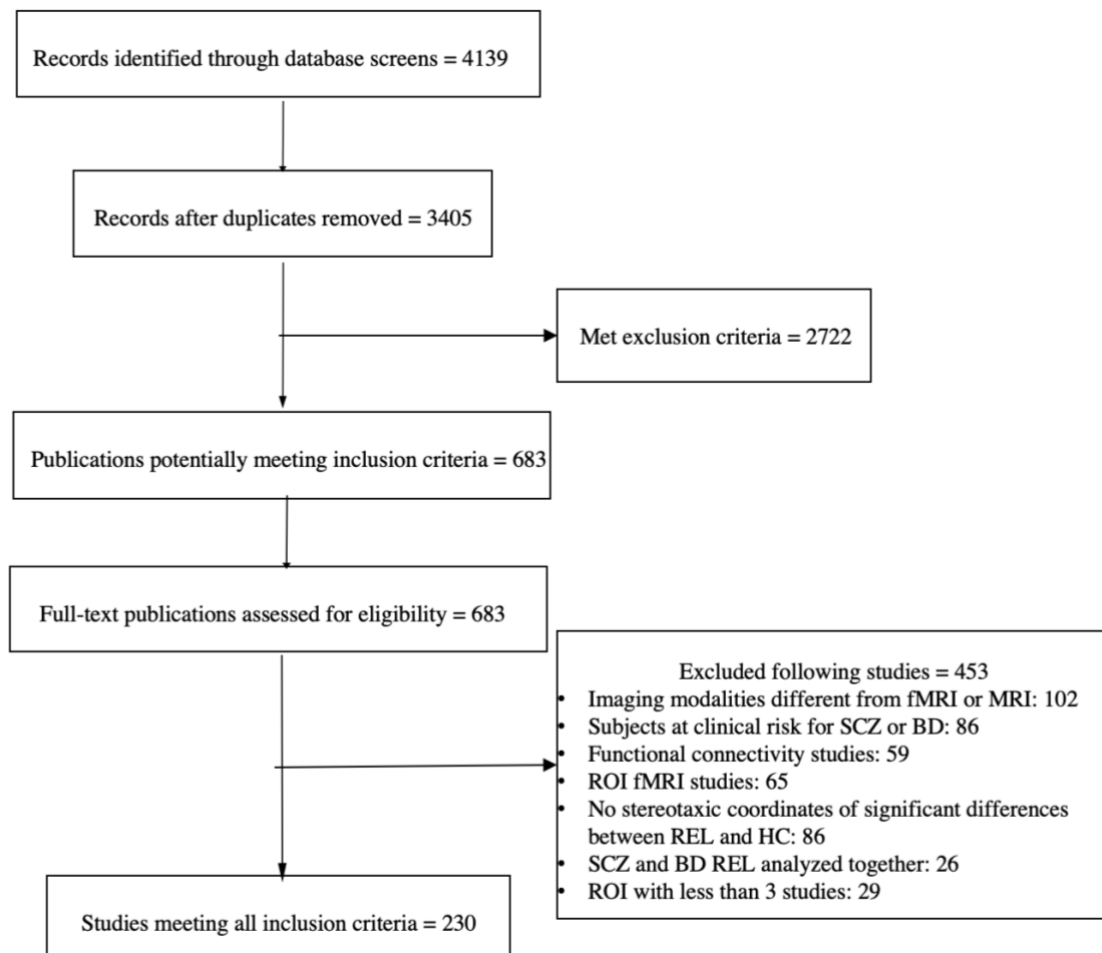 Records identified through database screens = 4139
Records after duplicates removed = 3405
Met exclusion criteria = 2722
Publications potentially meeting inclusion criteria = 683
Full-text publications assessed for eligibility = 683
Excluded following studies = 453
• Imaging modalities different from fMRI or MRI: 102
• Subjects at clinical risk for SCZ or BD: 86
• Functional connectivity studies: 59
• ROI fMRI studies: 65
• No stereotaxic coordinates of significant differences
between REL and HC: 86
• SCZ and BD REL analyzed together: 26
• ROI with less than 3 studies: 29
Studies meeting all inclusion criteria = 230